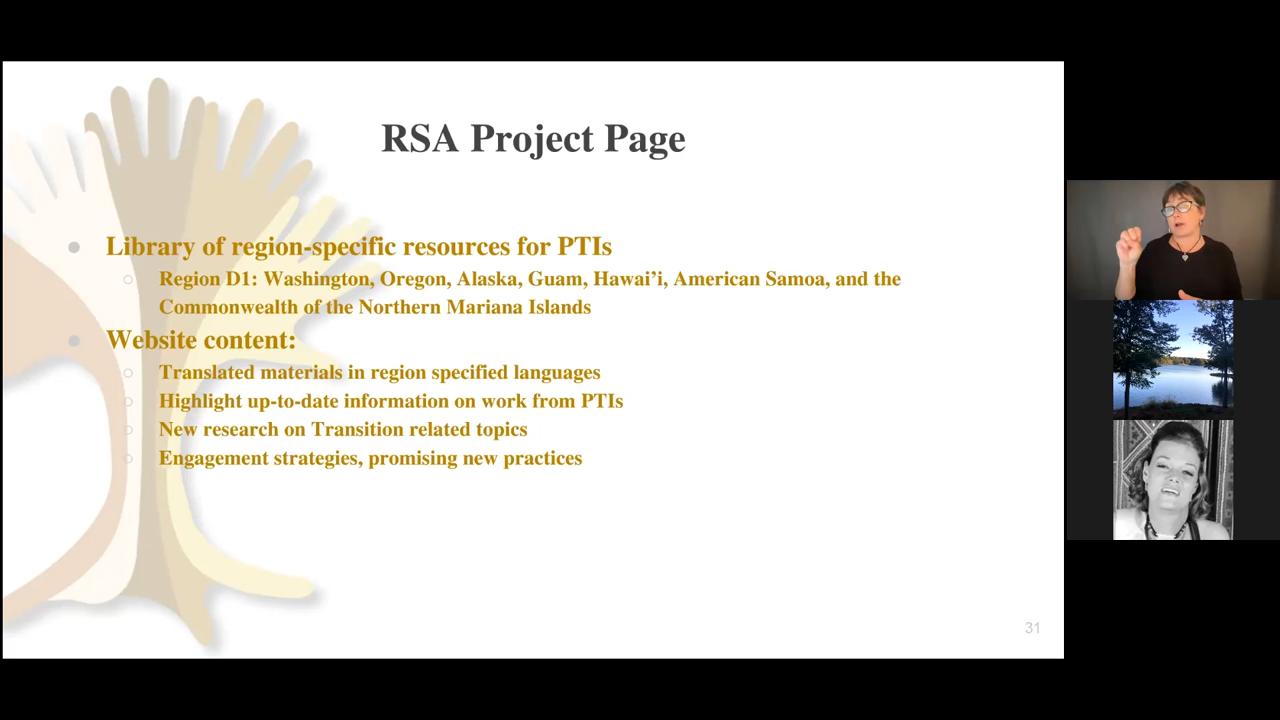 RSA Project Page
Library of region-specific resources for PTIs
Region D1: Washington, Oregon, Alaska, Guam, Hawai’i, American Samoa, and the
Commonwealth of the Northern Mariana Islands
Website content:
Translated materials in region specified languages
Highlight up-to-date information on work from PTIs
New research on Transition related topics
Engagement strategies, promising new practices
31